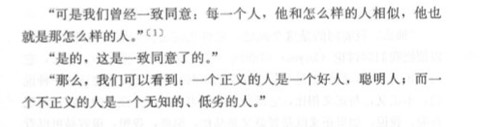 “可是我们曾经一致同意：每一个人，他和怎么样的人相似，他也
就是那怎么样的人。”〔1〕
“是的，这是一致同意了的。”
“那么，我们可以看到：一个正义的人是一个好人，聪明人；而一
个不正义的人是一个无知的、低劣的人。”